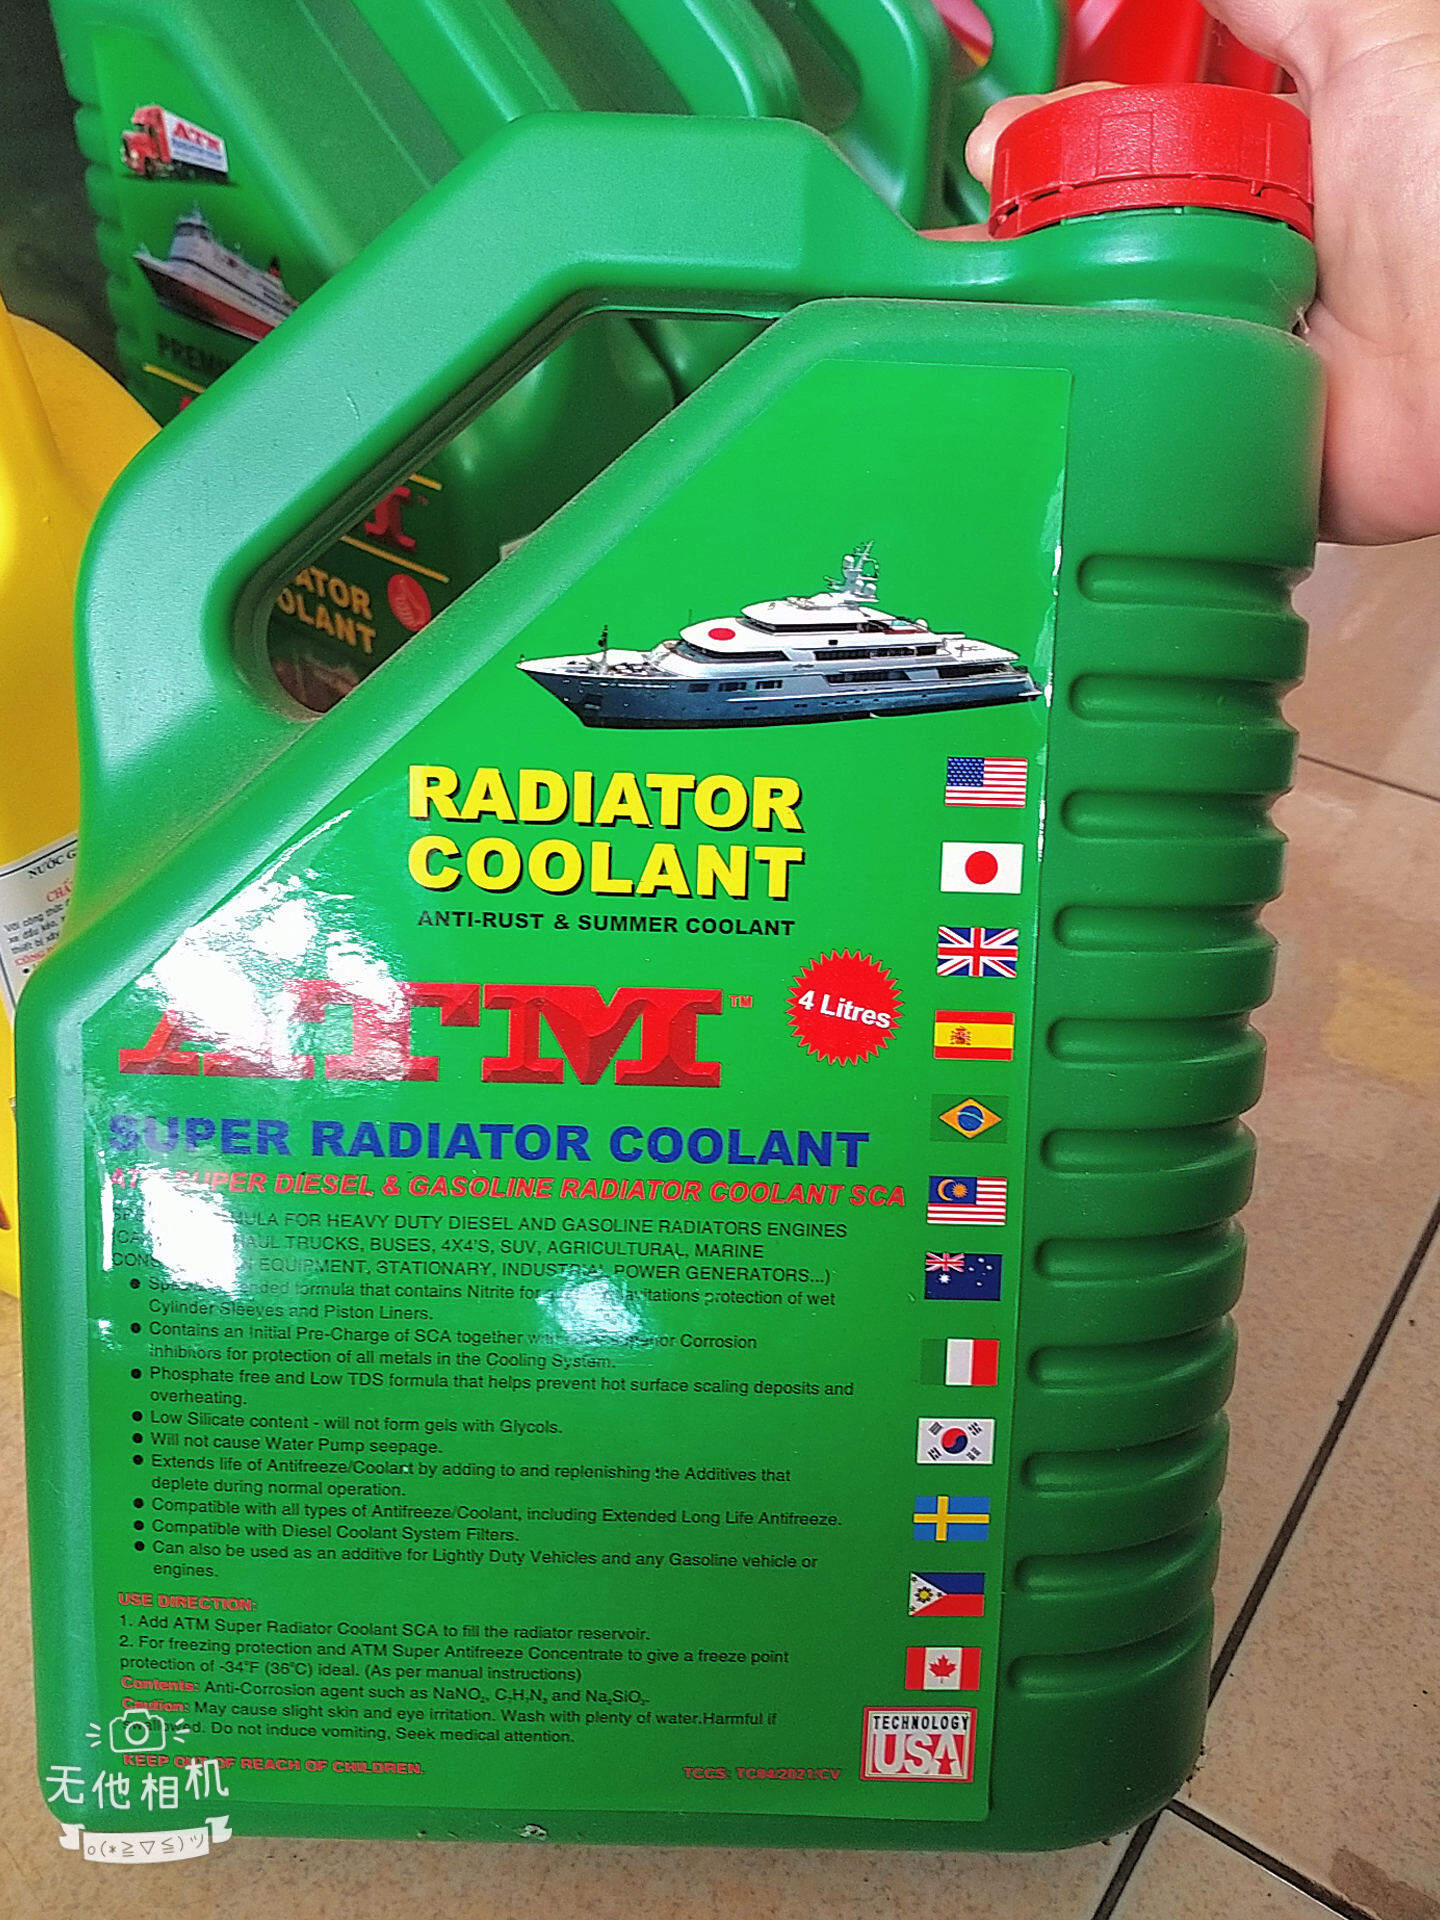 ATM
PREMI
ATOR
OLANT
NƯỚC G
RADIATOR
COOLANT
ANTI-RUST & SUMMER COOLANT
ATM™
4 Litres
SUPER RADIATOR COOLANT
SUPER DIESEL & GASOLINE RADIATOR COOLANT SCA
FOR HEAVY DUTY DIESEL AND GASOLINE RADIATORS ENGINES
TRUCKS, BUSES, 4X4'S, SUV, AGRICULTURAL, MARINE
EQUIPMENT, STATIONARY, INDUSTRIAL POWER GENERATORS...)
● formula that contains Nitrite for protection of wet
Cylinder Sleeves and Piston Liners.
● Contains an Initial Pre-Charge of SCA together Corrosion
Inhibitors for protection of all metals in the Cooling System.
● Phosphate free and Low TDS formula that helps prevent hot surface scaling deposits and
overheating.
● Low Silicate content - will not form gels with Glycols.
● Will not cause Water Pump seepage.
● Extends life of Antifreeze/Coolant by adding to and replenishing the Additives that
deplete during normal operation.
● Compatible with all types of Antifreeze/Coolant, including Extended Long Life Antifreeze.
● Compatible with Diesel Coolant System Filters.
● Can also be used as an additive for Lightly Duty Vehicles and any Gasoline vehicle or
engines.
USE DIRECTION:
1. Add ATM Super Radiator Coolant SCA to fill the radiator reservoir.
2. For freezing protection and ATM Super Antifreeze Concentrate to give a freeze point
protection of -34°F (36°C) ideal. (As per manual instructions)
Contents: Anti-Corrosion agent such as NaNO₂, C₇H₇N₃ and Na₂SiO₃.
Caution: May cause slight skin and eye irritation. Wash with plenty of water.Harmful if
swallowed. Do not induce vomiting, Seek medical attention.
KEEP OUT OF REACH OF CHILDREN.
TCCS: TC04/2021/CV
TECHNOLOGY
USA
无他相机
o(*≧▽≦)ツ